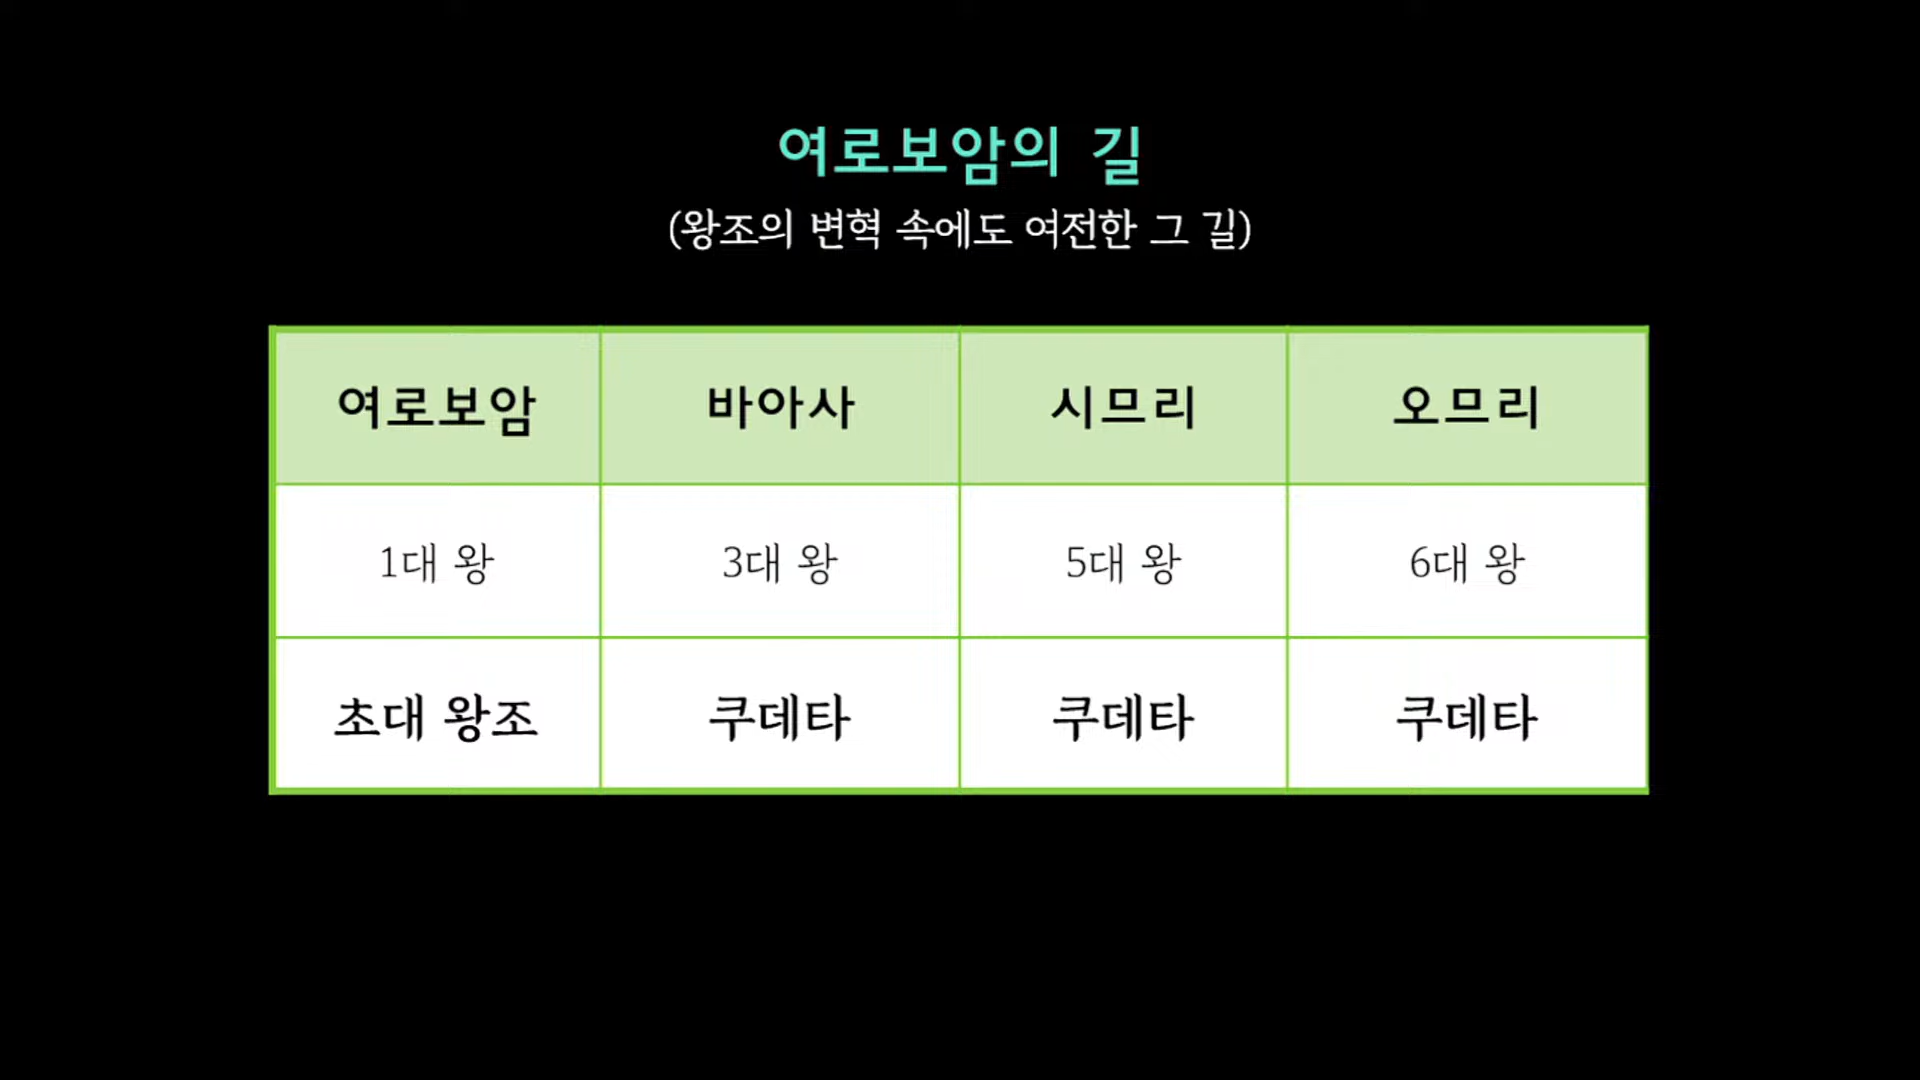 여로보암의 길
(왕조의 변혁 속에도 여전한 그 길)
여로보암 바아사 시므리 오므리
1대 왕 3대 왕 5대 왕 6대 왕
초대 왕조 쿠데타 쿠데타 쿠데타